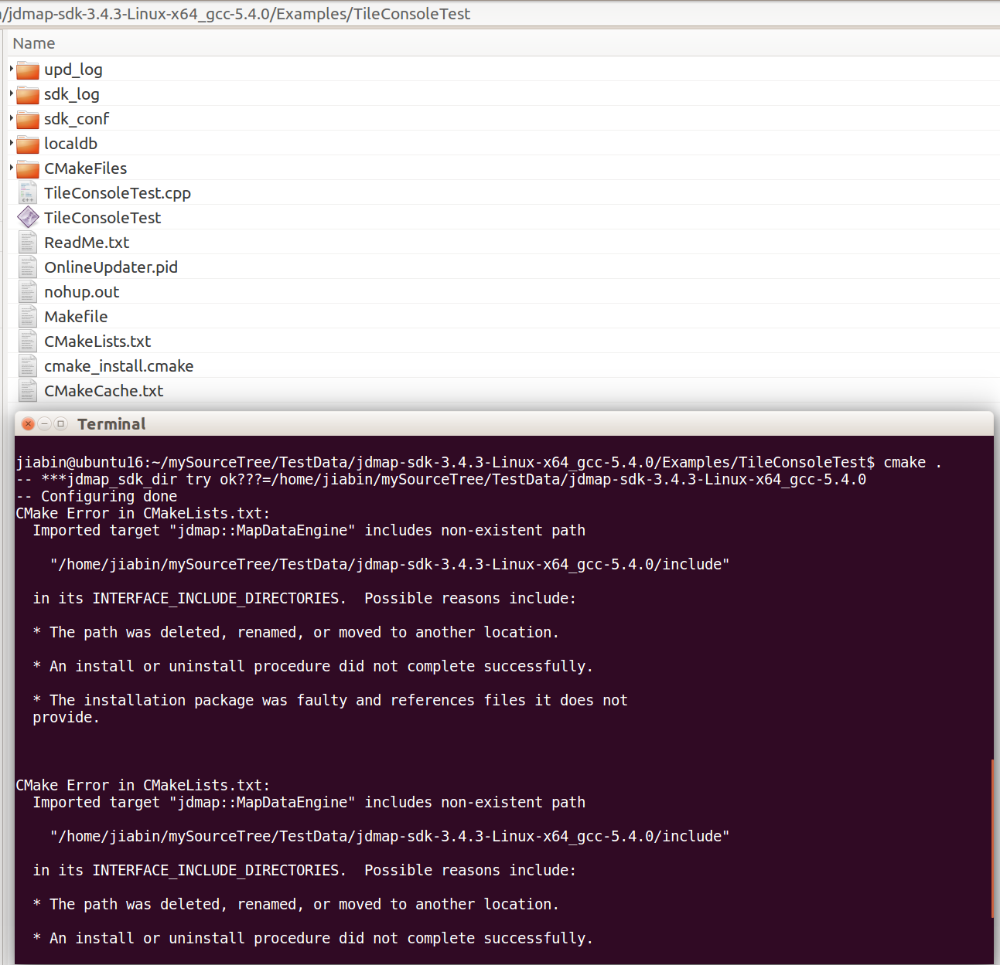 /jdmap-sdk-3.4.3-Linux-x64_gcc-5.4.0/Examples/TileConsoleTest
Name
upd_log
sdk_log
sdk_conf
localdb
CMakeFiles
TileConsoleTest.cpp
TileConsoleTest
ReadMe.txt
OnlineUpdater.pid
nohup.out
Makefile
CMakeLists.txt
cmake_install.cmake
CMakeCache.txt
Terminal
jiabin@ubuntu16:~/mySourceTree/TestData/jdmap-sdk-3.4.3-Linux-x64_gcc-5.4.0/Examples/TileConsoleTest$ cmake .
-- ***jdmap_sdk_dir try ok???=/home/jiabin/mySourceTree/TestData/jdmap-sdk-3.4.3-Linux-x64_gcc-5.4.0
-- Configuring done
CMake Error in CMakeLists.txt:
Imported target "jdmap::MapDataEngine" includes non-existent path
"/home/jiabin/mySourceTree/TestData/jdmap-sdk-3.4.3-Linux-x64_gcc-5.4.0/include"
in its INTERFACE_INCLUDE_DIRECTORIES.  Possible reasons include:
* The path was deleted, renamed, or moved to another location.
* An install or uninstall procedure did not complete successfully.
* The installation package was faulty and references files it does not
provide.
CMake Error in CMakeLists.txt:
Imported target "jdmap::MapDataEngine" includes non-existent path
"/home/jiabin/mySourceTree/TestData/jdmap-sdk-3.4.3-Linux-x64_gcc-5.4.0/include"
in its INTERFACE_INCLUDE_DIRECTORIES.  Possible reasons include:
* The path was deleted, renamed, or moved to another location.
* An install or uninstall procedure did not complete successfully.